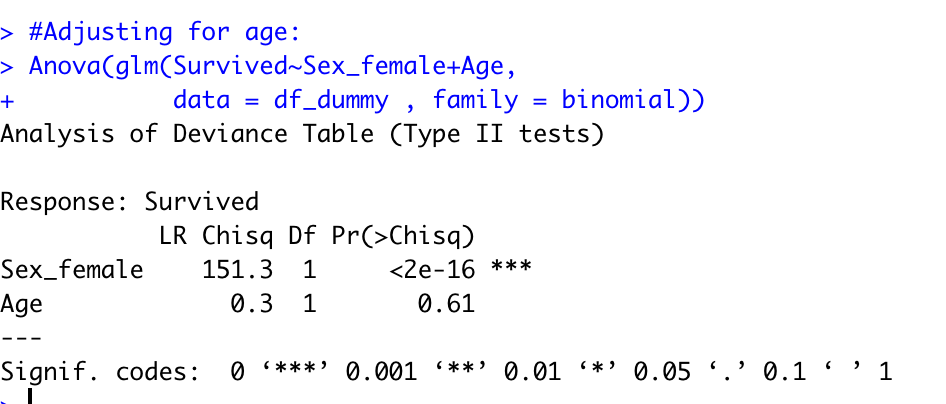 > #Adjusting for age:
> Anova(glm(Survived~Sex_female+Age,
+           data = df_dummy , family = binomial))
Analysis of Deviance Table (Type II tests)

Response: Survived
           LR Chisq Df Pr(>Chisq)
Sex_female    151.3  1     <2e-16 ***
Age             0.3  1       0.61
---
Signif. codes:  0 ‘***’ 0.001 ‘**’ 0.01 ‘*’ 0.05 ‘.’ 0.1 ‘ ’ 1
>